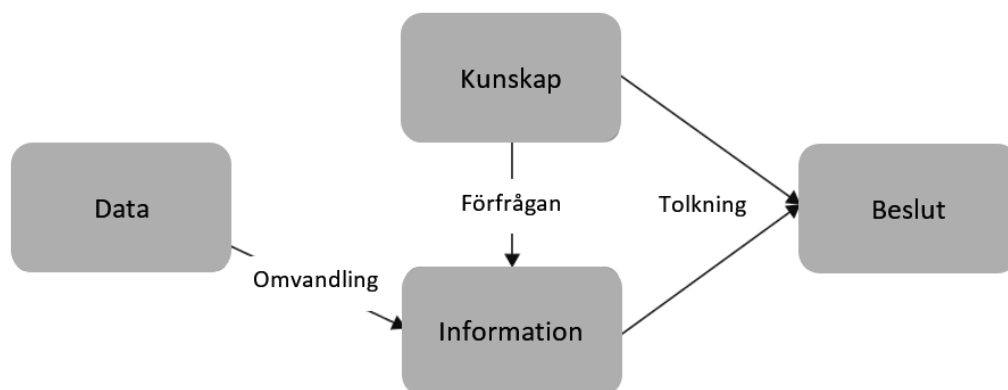 Kunskap
Data
Förfrågan
Tolkning
Beslut
Omvandling
Information